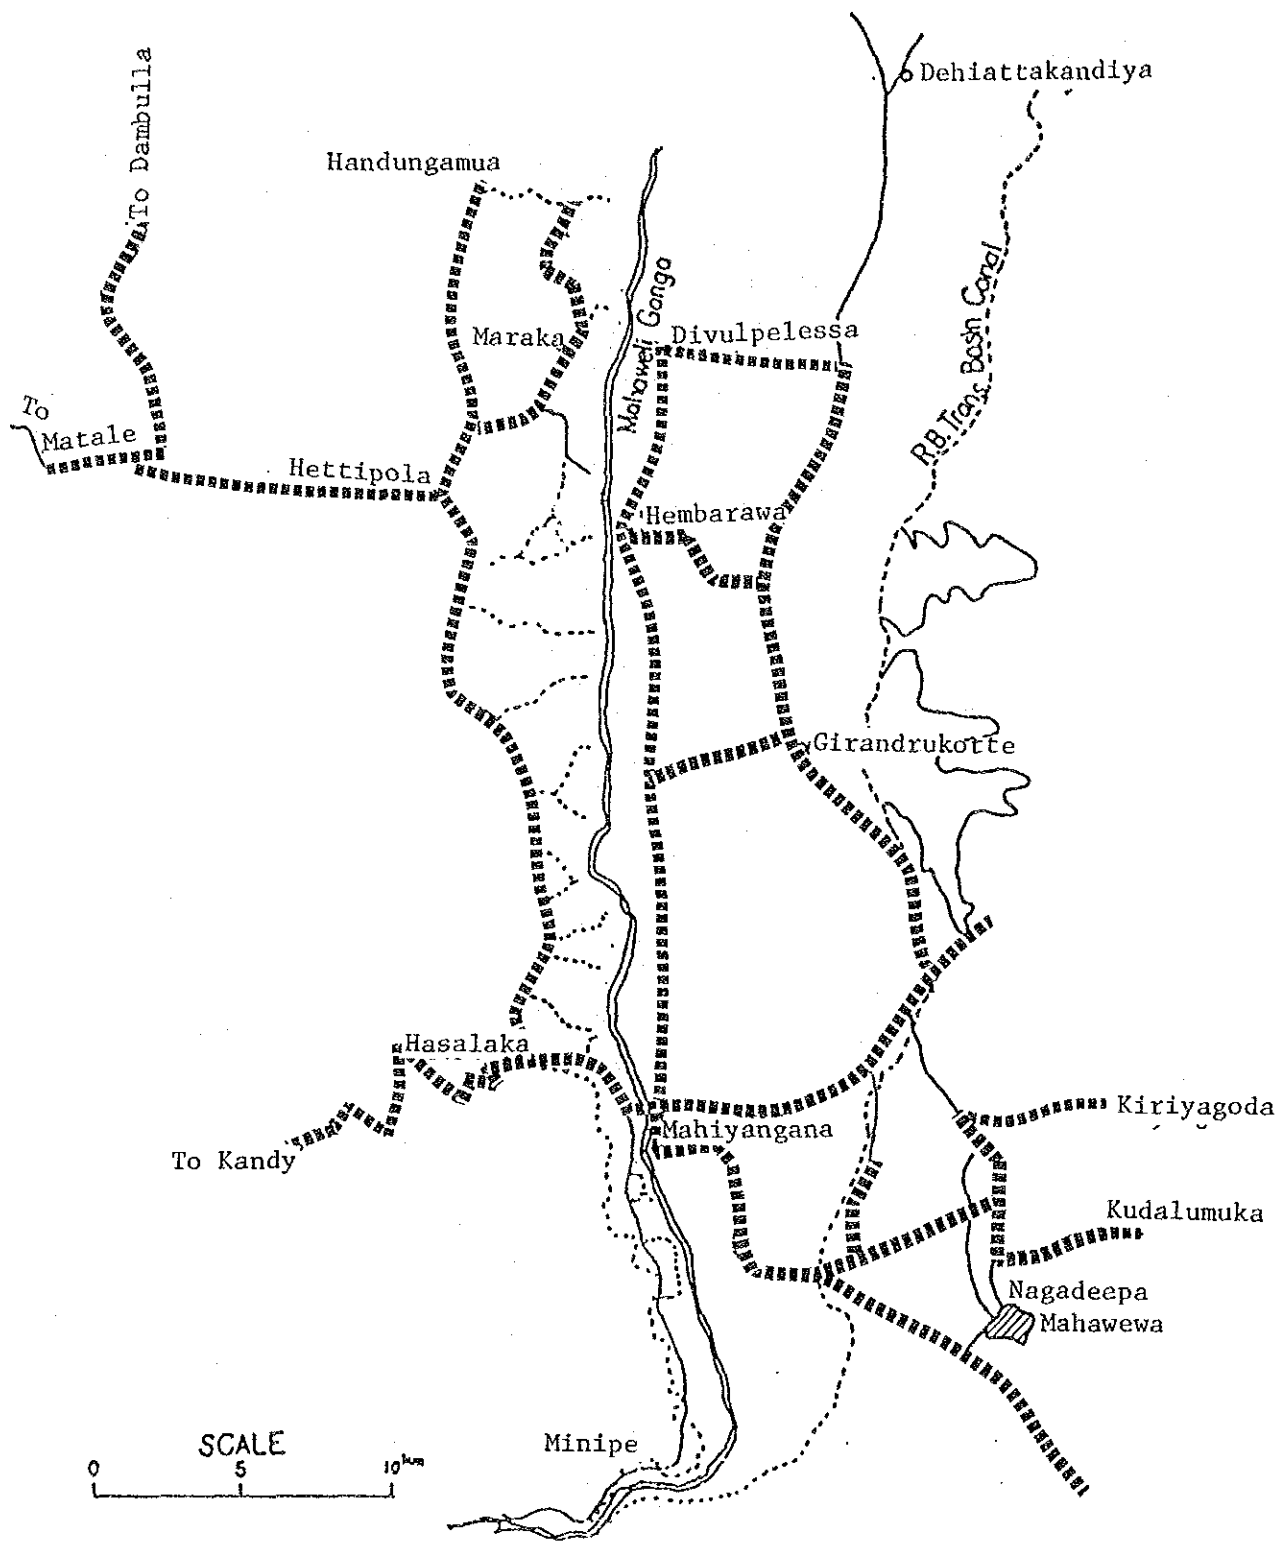 Dehiattakandiya
To Dambulla
Handungamua
R.B. Trans Basin Canal
Mahaweli Ganga
Divulpelessa
Maraka
To
Matale
Hettipola
Hembarawa
Girandrukotte
Hasalaka
Kiriyagoda
Mahiyangana
To Kandy
Kudalumuka
Nagadeepa
Mahawewa
Minipe
SCALE
0 5 10km